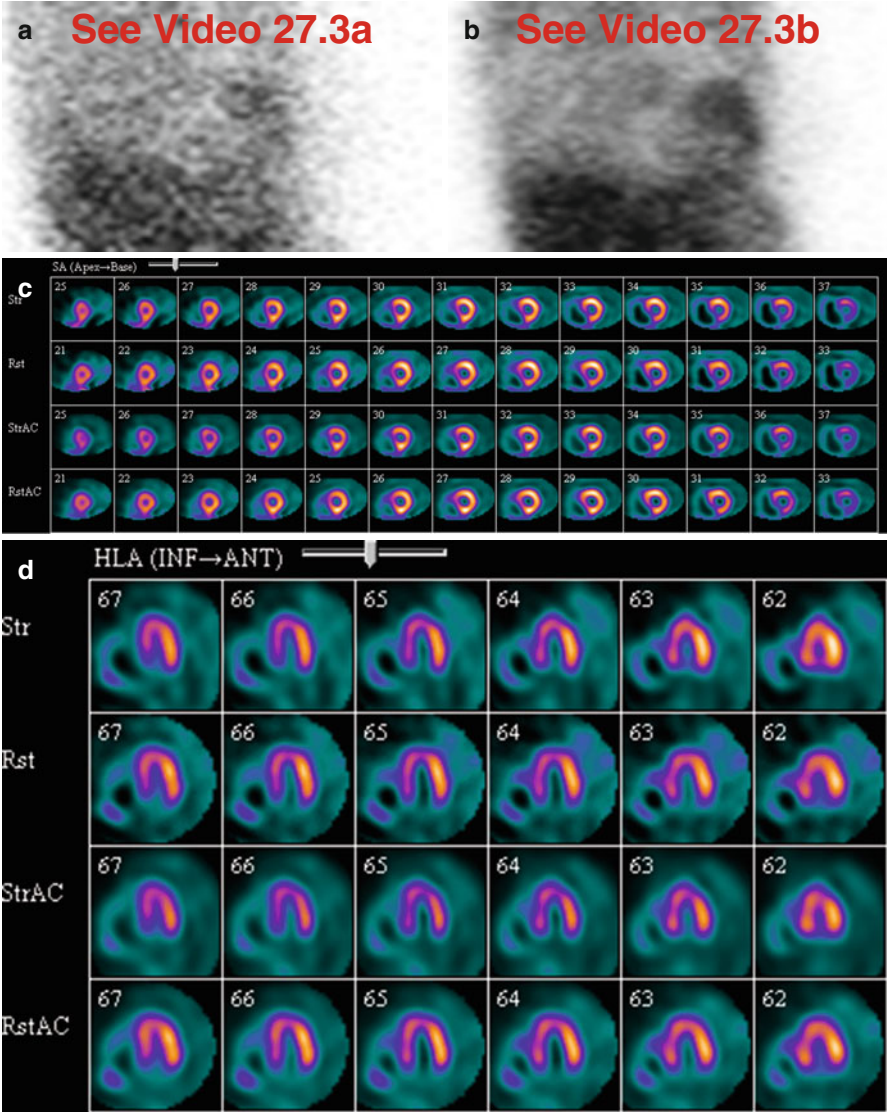 a See Video 27.3a
b See Video 27.3b
c
SA (Apex→Base)
Str 25 26 27 28 29 30 31 32 33 34 35 36 37
Rst 21 22 23 24 25 26 27 28 29 30 31 32 33
StrAC 25 26 27 28 29 30 31 32 33 34 35 36 37
RstAC 21 22 23 24 25 26 27 28 29 30 31 32 33
d
HLA (INF→ANT)
Str 67 66 65 64 63 62
Rst 67 66 65 64 63 62
StrAC 67 66 65 64 63 62
RstAC 67 66 65 64 63 62